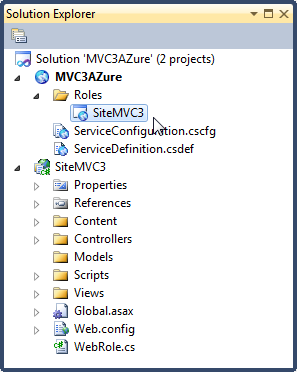 Solution Explorer
Solution 'MVC3AZure' (2 projects)
MVC3AZure
Roles
SiteMVC3
ServiceConfiguration.cscfg
ServiceDefinition.csdef
SiteMVC3
Properties
References
Content
Controllers
Models
Scripts
Views
Global.asax
Web.config
WebRole.cs